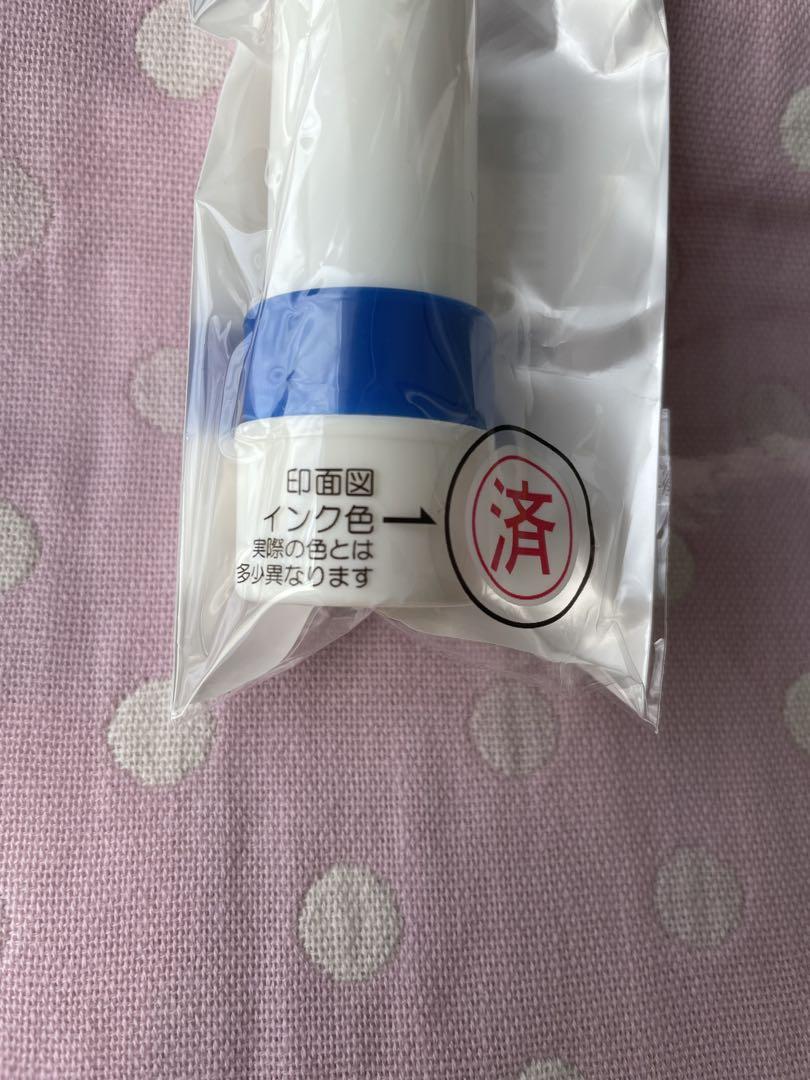 印面図
インク色
実際の色とは
多少異なります
済